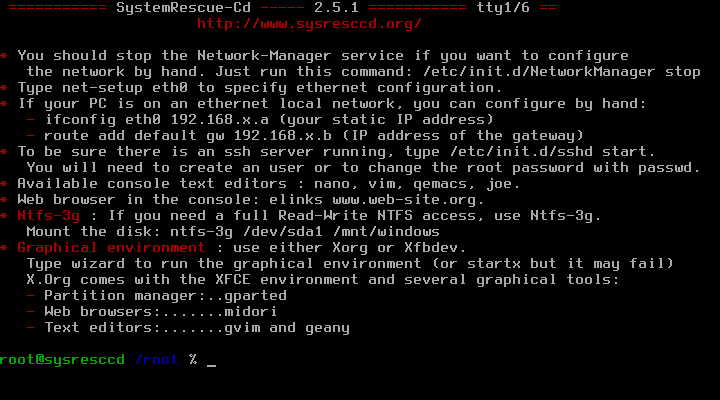 =========== SystemRescue-Cd ----- 2.5.1 =========== tty1/6 ==
http://www.sysresccd.org/
* You should stop the Network-Manager service if you want to configure
the network by hand. Just run this command: /etc/init.d/NetworkManager stop
* Type net-setup eth0 to specify ethernet configuration.
* If your PC is on an ethernet local network, you can configure by hand:
- ifconfig eth0 192.168.x.a (your static IP address)
- route add default gw 192.168.x.b (IP address of the gateway)
* To be sure there is an ssh server running, type /etc/init.d/sshd start.
You will need to create an user or to change the root password with passwd.
* Available console text editors : nano, vim, qemacs, joe.
* Web browser in the console: elinks www.web-site.org.
* Ntfs-3g : If you need a full Read-Write NTFS access, use Ntfs-3g.
Mount the disk: ntfs-3g /dev/sda1 /mnt/windows
* Graphical environment : use either Xorg or Xfbdev.
Type wizard to run the graphical environment (or startx but it may fail)
X.Org comes with the XFCE environment and several graphical tools:
- Partition manager:..gparted
- Web browsers:.......midori
- Text editors:.......gvim and geany
root@sysresccd /root % _